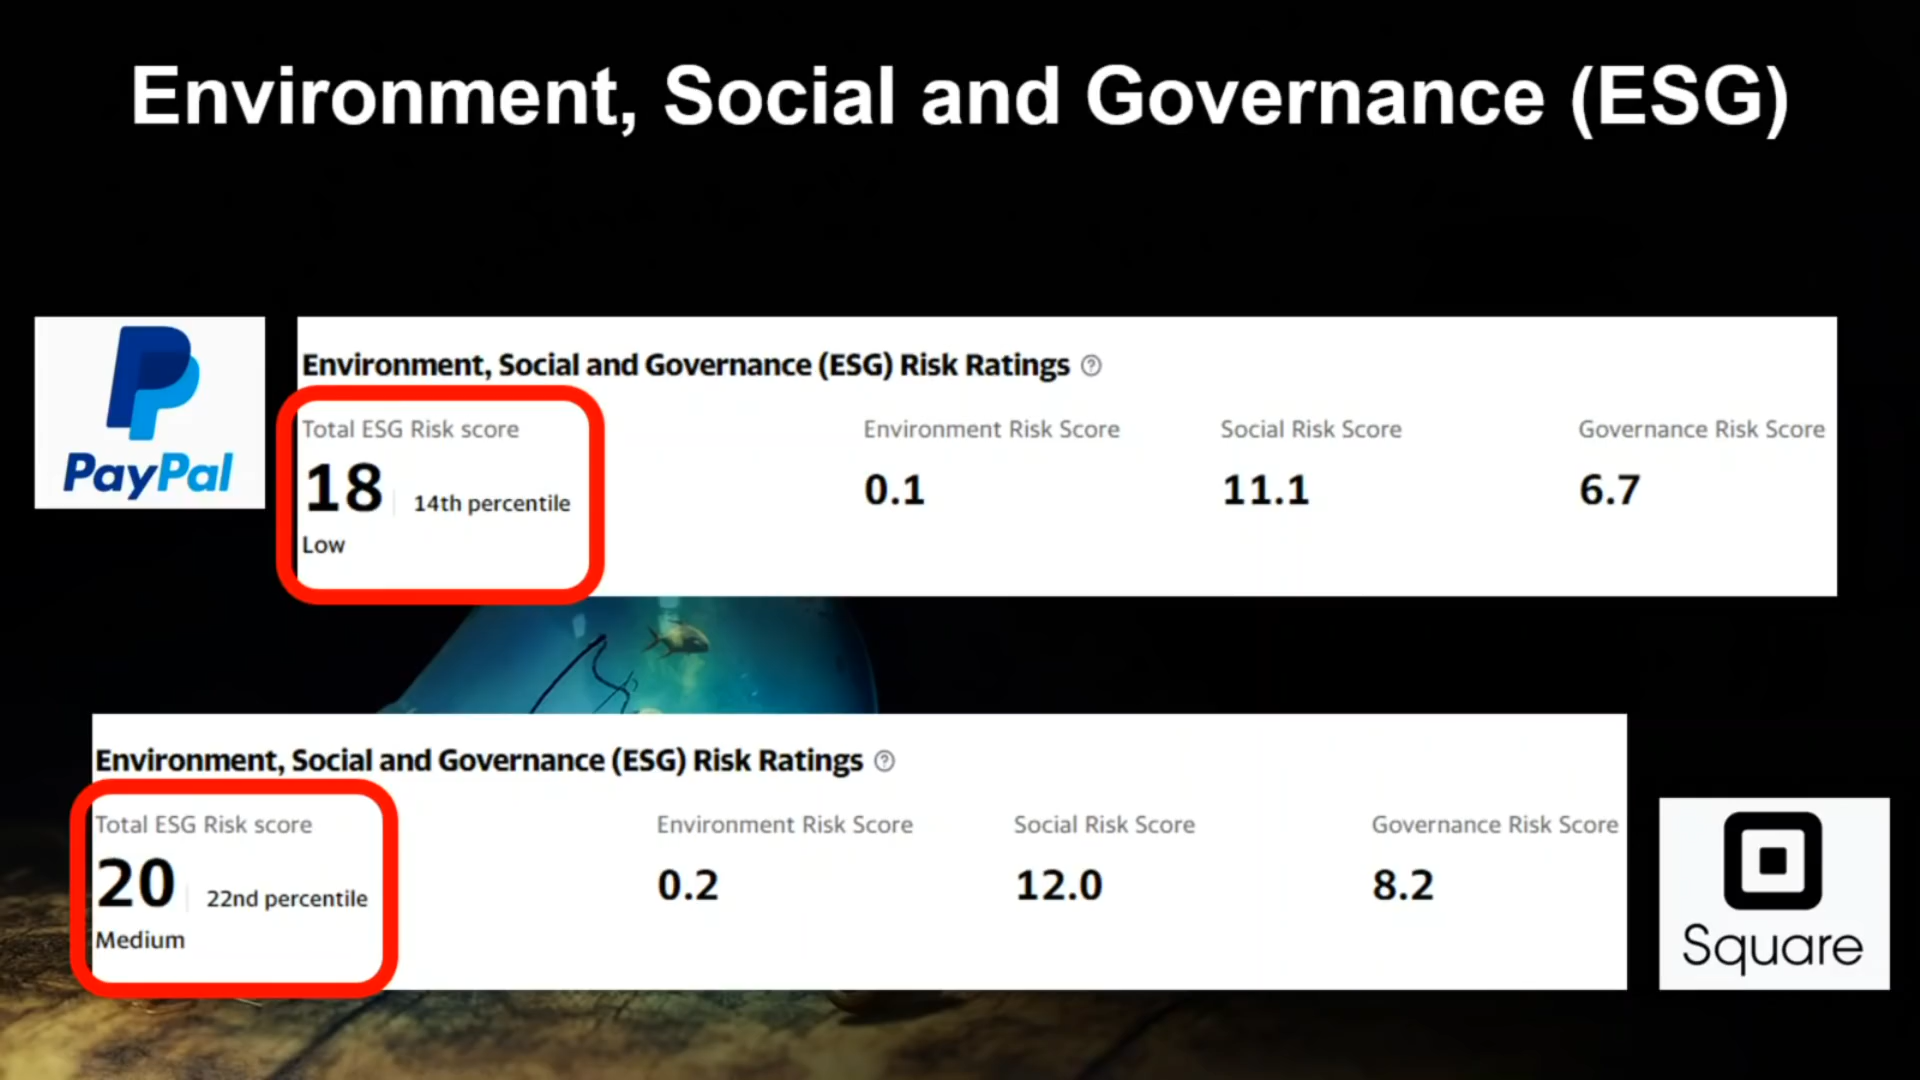 Environment, Social and Governance (ESG)
PayPal
Environment, Social and Governance (ESG) Risk Ratings ?
Total ESG Risk score
Environment Risk Score
Social Risk Score
Governance Risk Score
18
14th percentile
0.1
11.1
6.7
Low
Environment, Social and Governance (ESG) Risk Ratings ?
Total ESG Risk score
Environment Risk Score
Social Risk Score
Governance Risk Score
20
22nd percentile
0.2
12.0
8.2
Medium
Square